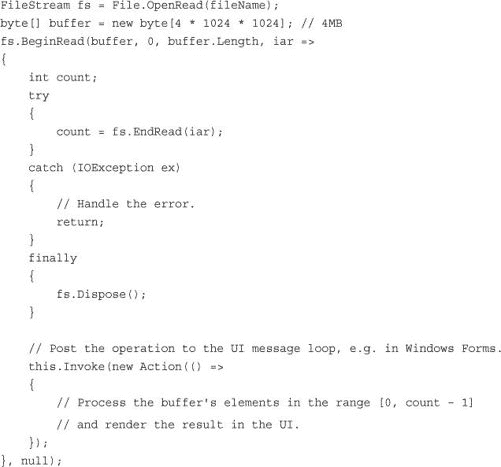 FileStream fs = File.OpenRead(fileName);
byte[] buffer = new byte[4 * 1024 * 1024]; // 4MB
fs.BeginRead(buffer, 0, buffer.Length, iar =>
{
    int count;
    try
    {
        count = fs.EndRead(iar);
    }
    catch (IOException ex)
    {
        // Handle the error.
        return;
    }
    finally
    {
        fs.Dispose();
    }

    // Post the operation to the UI message loop, e.g. in Windows Forms.
    this.Invoke(new Action(() =>
    {
        // Process the buffer's elements in the range [0, count - 1]
        // and render the result in the UI.
    });
}, null);